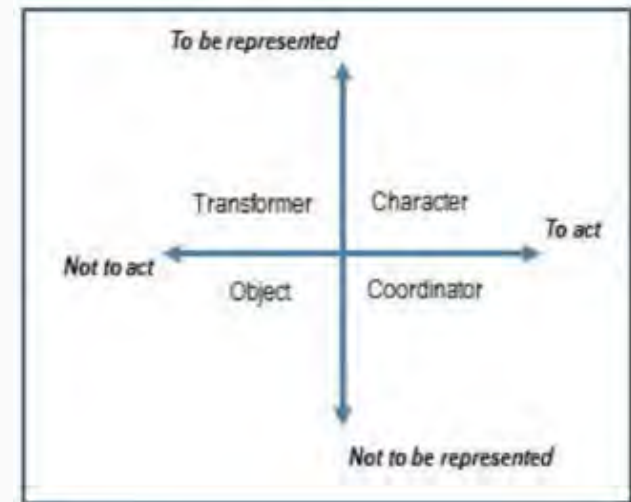 To be represented
Transformer
Character
To act
Not to act
Object
Coordinator
Not to be represented